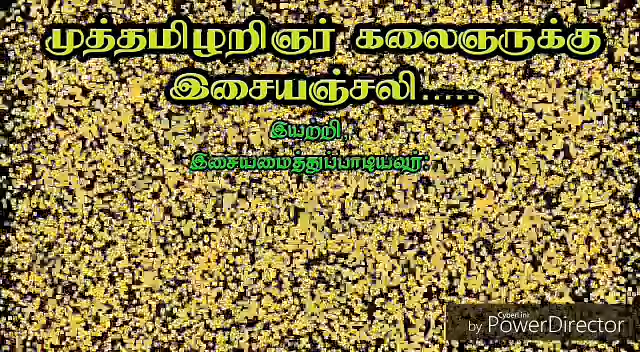 முத்தமிழறிஞர் கலைஞருக்கு
இசையஞ்சலி.....
இயற்றி,.
இசையமைத்துப்பாடியவர்:
CyberLink
by PowerDirector